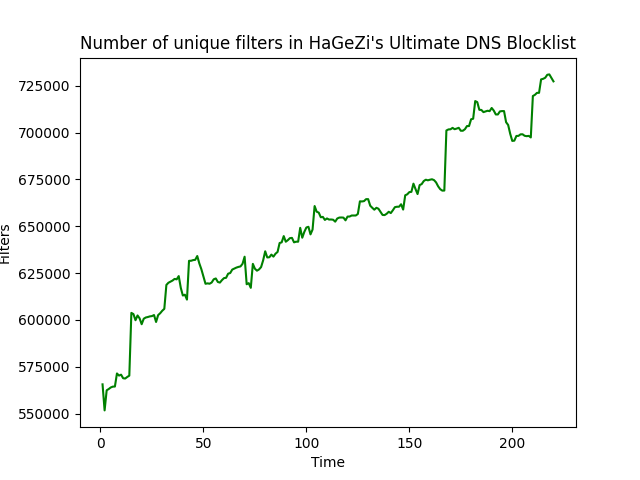 Number of unique filters in HaGeZi's Ultimate DNS Blocklist
725000
700000
675000
650000
625000
600000
575000
550000
Filters
0 50 100 150 200
Time